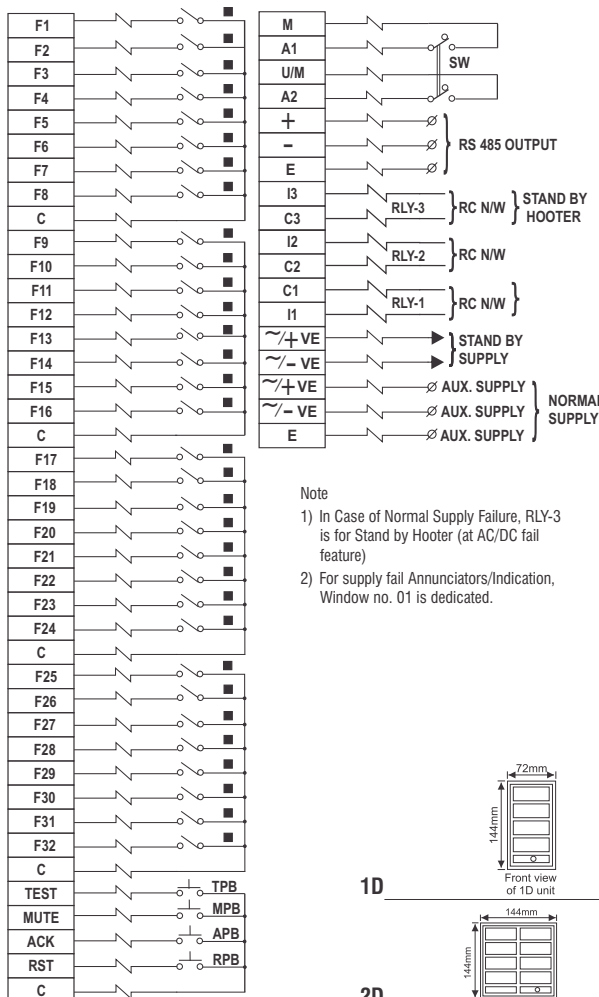 F1
F2
F3
F4
F5
F6
F7
F8
C
F9
F10
F11
F12
F13
F14
F15
F16
C
F17
F18
F19
F20
F21
F22
F23
F24
C
F25
F26
F27
F28
F29
F30
F31
F32
C
TEST TPB
MUTE MPB
ACK APB
RST RPB
C
M
A1
SW
U/M
A2
+
–
RS 485 OUTPUT
E
I3
RLY-3 RC N/W STAND BY
C3 HOOTER
I2
RLY-2 RC N/W
C2
C1
RLY-1 RC N/W
I1
~/+ VE STAND BY
~/– VE SUPPLY
~/+ VE AUX. SUPPLY
~/– VE AUX. SUPPLY
NORMAL
SUPPLY
E AUX. SUPPLY
Note
1) In Case of Normal Supply Failure, RLY-3
is for Stand by Hooter (at AC/DC fail
feature)
2) For supply fail Annunciators/Indication,
Window no. 01 is dedicated.
72mm
144mm
Front view
of 1D unit
1D
144mm
144mm
2D